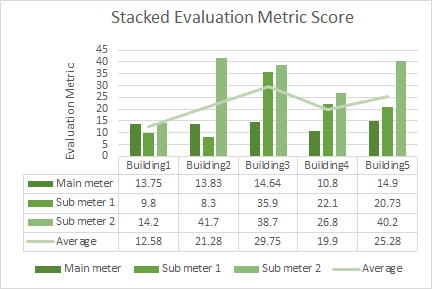 Stacked Evaluation Metric Score
Evaluation Metric
45
40
35
30
25
20
15
10
5
0
Building1 Building2 Building3 Building4 Building5
Main meter 13.75 13.83 14.64 10.8 14.9
Sub meter 1 9.8 8.3 35.9 22.1 20.73
Sub meter 2 14.2 41.7 38.7 26.8 40.2
Average 12.58 21.28 29.75 19.9 25.28
Main meter Sub meter 1 Sub meter 2 Average